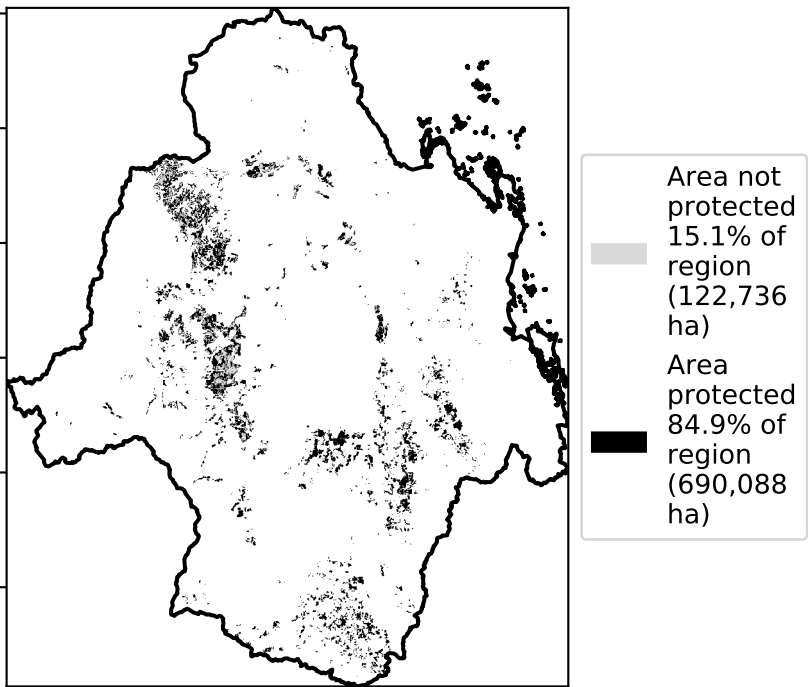 Area not
protected
15.1% of
region
(122,736
ha)
Area
protected
84.9% of
region
(690,088
ha)